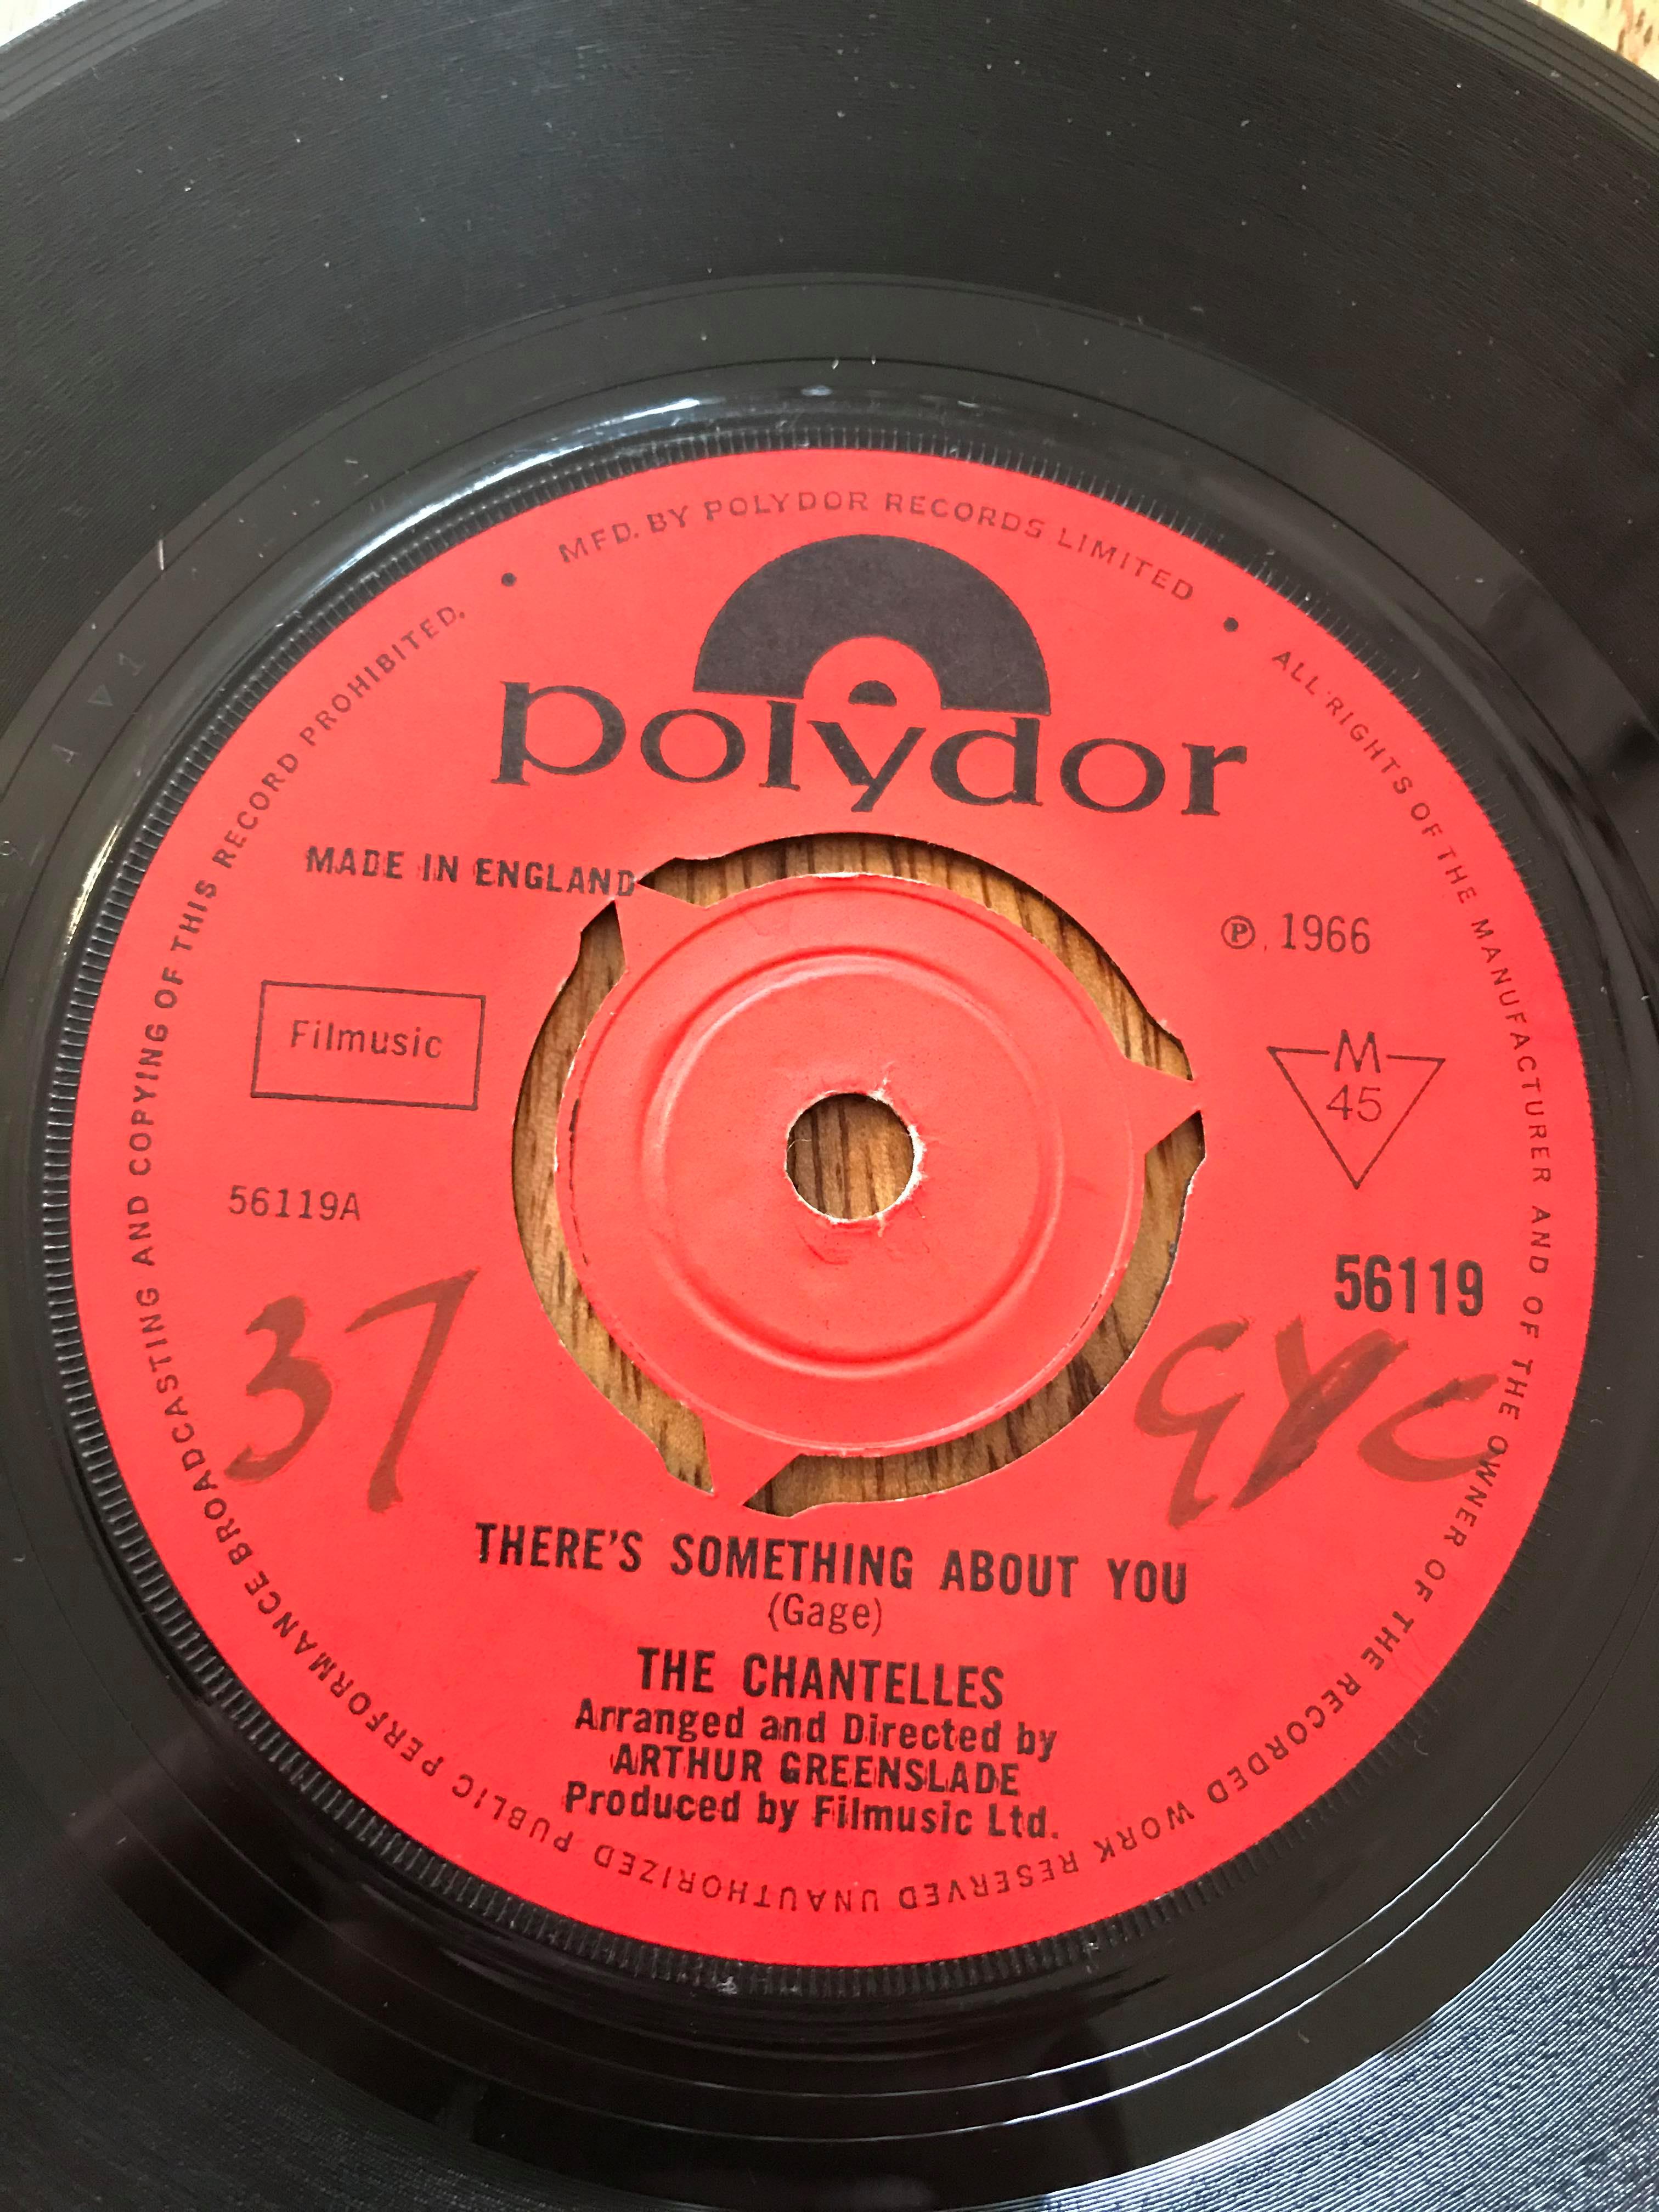 MFD. BY POLYDOR RECORDS LIMITED • ALL RIGHTS OF THE MANUFACTURER AND OF THE OWNER OF THE RECORDED WORK RESERVED UNAUTHORIZED PUBLIC PERFORMANCE BROADCASTING AND COPYING OF THIS RECORD PROHIBITED. •
polydor
MADE IN ENGLAND
℗ 1966
Filmusic
M
45
56119A
56119
37
GYC
THERE'S SOMETHING ABOUT YOU
(Gage)
THE CHANTELLES
Arranged and Directed by
ARTHUR GREENSLADE
Produced by Filmusic Ltd.